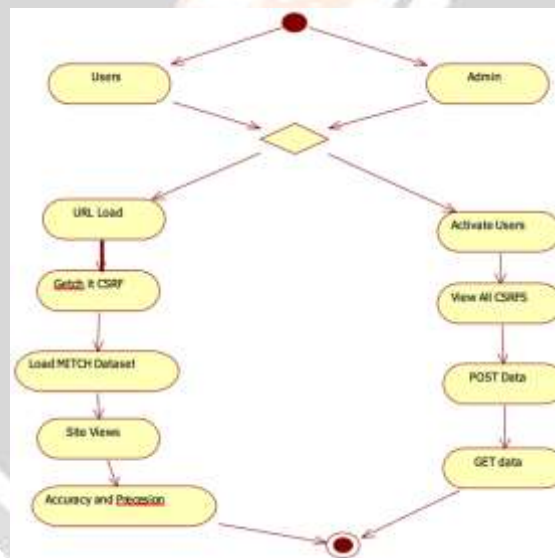 Users
Admin
URL Load
Getch it CSRF
Load MITCH Dataset
Site Views
Accuracy and Precesion
Activate Users
View All CSRFS
POST Data
GET data